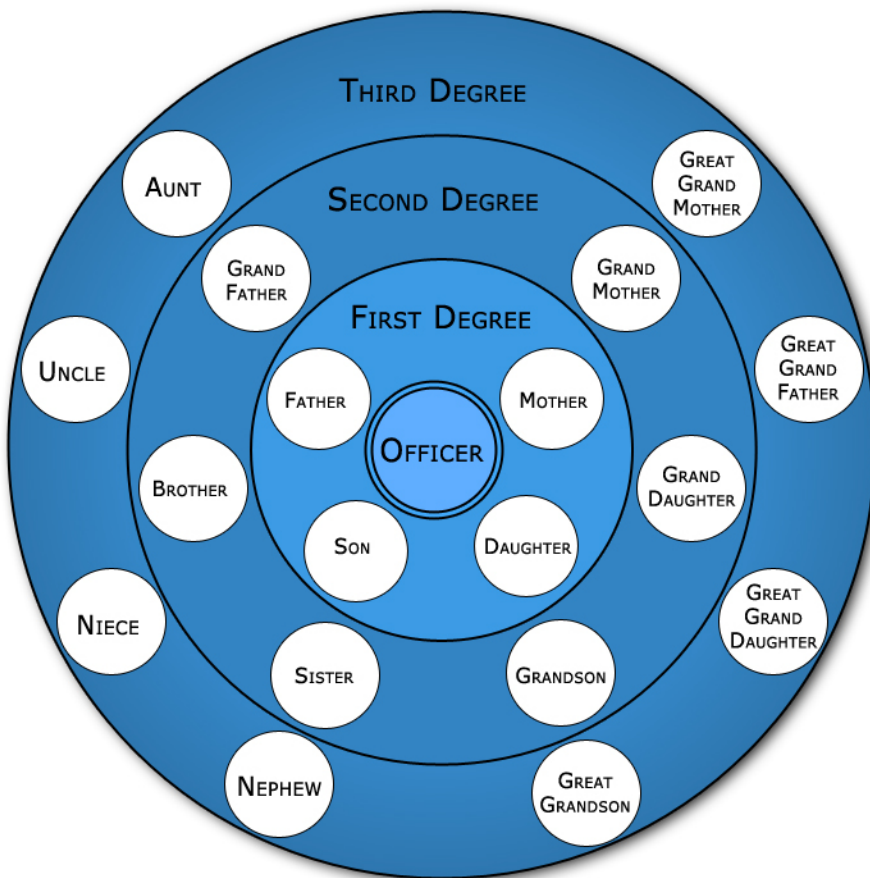 Third Degree
Aunt
Great
Grand
Mother
Second Degree
Grand
Father
Grand
Mother
First Degree
Uncle
Great
Grand
Father
Father
Mother
Officer
Brother
Grand
Daughter
Son
Daughter
Niece
Great
Grand
Daughter
Sister
Grandson
Nephew
Great
Grandson